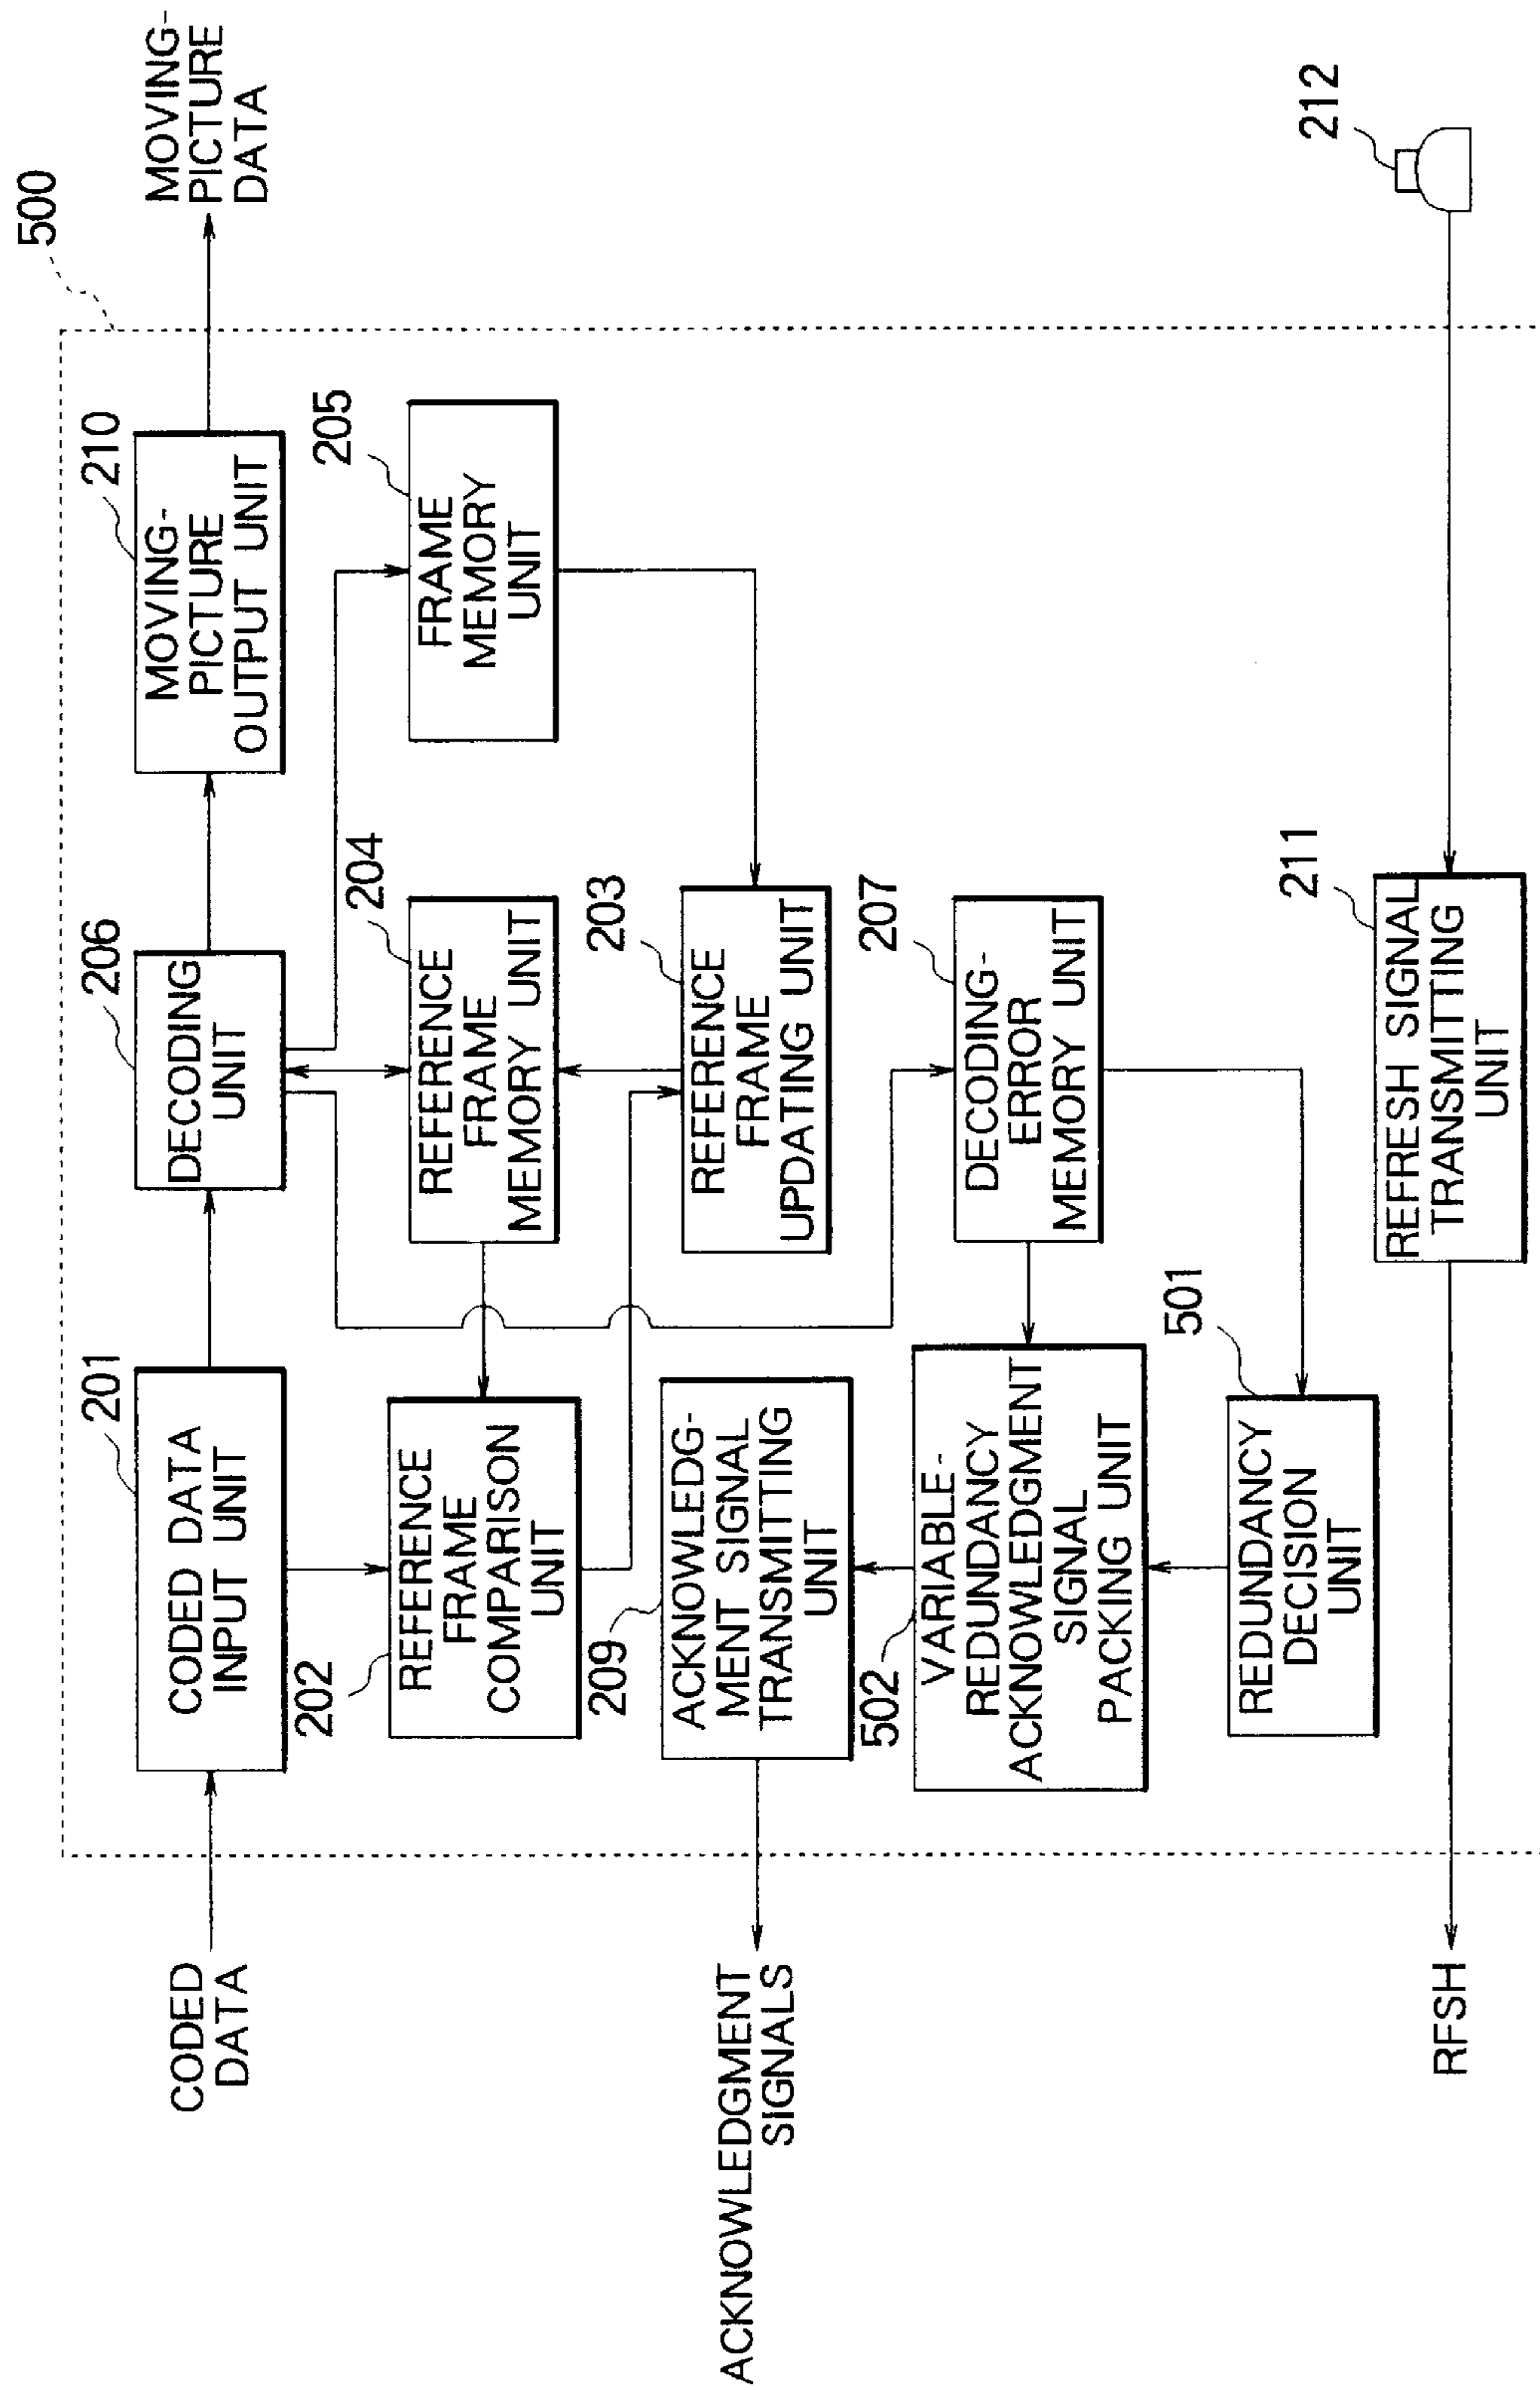 500
MOVING-
PICTURE
DATA
210
MOVING-
PICTURE
OUTPUT UNIT
206
DECODING
UNIT
201
CODED DATA
INPUT UNIT
CODED
DATA
205
FRAME
MEMORY
UNIT
204
REFERENCE
FRAME
MEMORY UNIT
202
REFERENCE
FRAME
COMPARISON
UNIT
203
REFERENCE
FRAME
UPDATING UNIT
209
ACKNOWLEDG-
MENT SIGNAL
TRANSMITTING
UNIT
ACKNOWLEDGMENT
SIGNALS
207
DECODING-
ERROR
MEMORY UNIT
502
VARIABLE-
REDUNDANCY
ACKNOWLEDGMENT
SIGNAL
PACKING UNIT
501
REDUNDANCY
DECISION
UNIT
212
211
REFRESH SIGNAL
TRANSMITTING
UNIT
RFSH